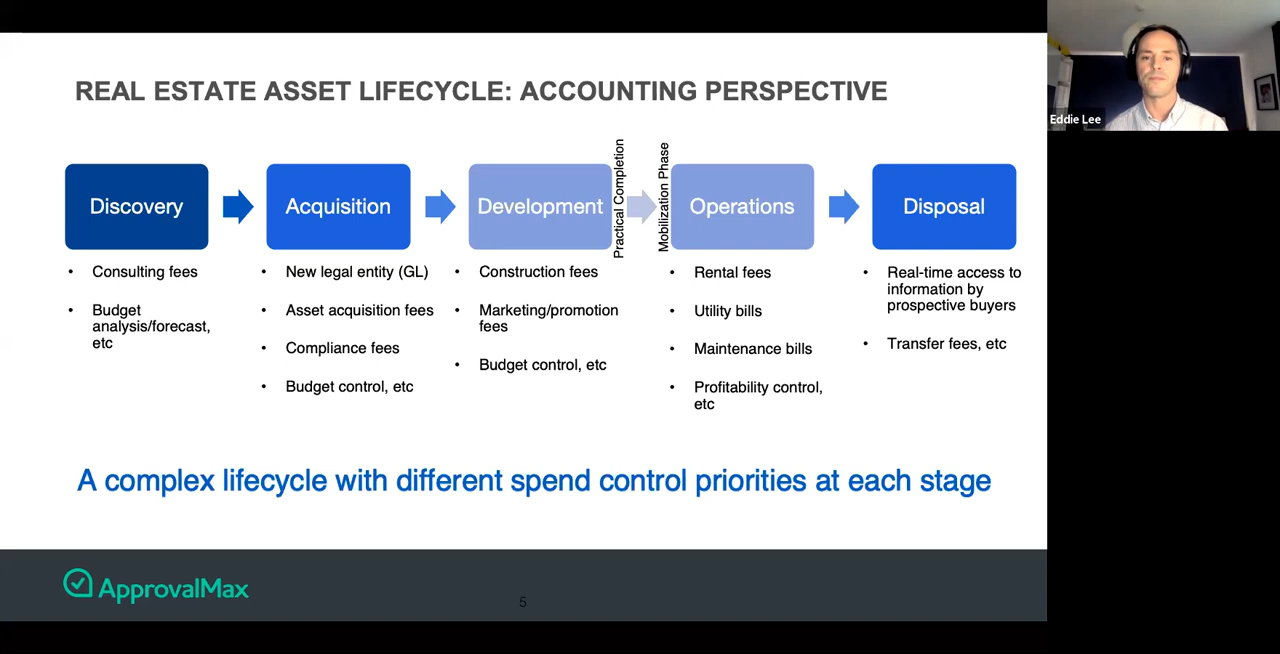 REAL ESTATE ASSET LIFECYCLE: ACCOUNTING PERSPECTIVE
Eddie Lee
Discovery
Acquisition
Development
Practical Completion
Mobilization Phase
Operations
Disposal
• Consulting fees
• Budget
analysis/forecast,
etc
• New legal entity (GL)
• Asset acquisition fees
• Compliance fees
• Budget control, etc
• Construction fees
• Marketing/promotion
fees
• Budget control, etc
• Rental fees
• Utility bills
• Maintenance bills
• Profitability control,
etc
• Real-time access to
information by
prospective buyers
• Transfer fees, etc
A complex lifecycle with different spend control priorities at each stage
ApprovalMax
5